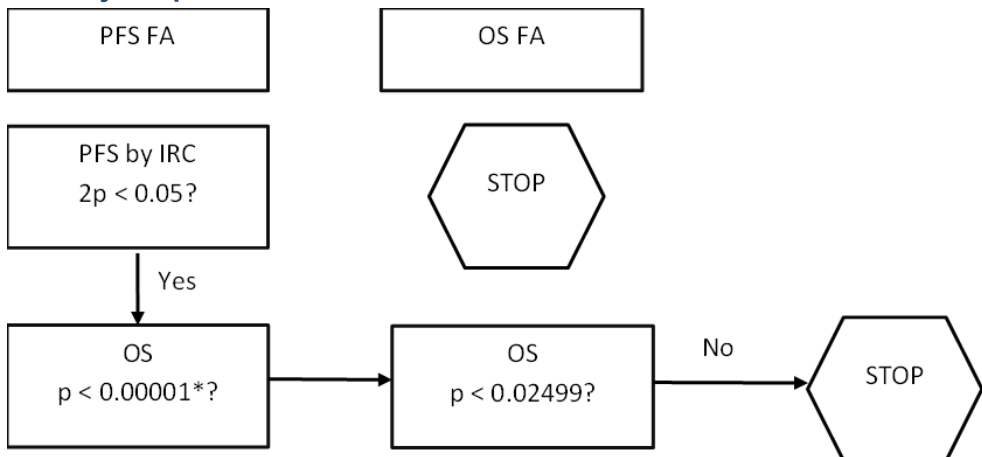 PFS FA
OS FA
PFS by IRC
2p < 0.05?
STOP
Yes
OS
p < 0.00001*?
OS
p < 0.02499?
No
STOP